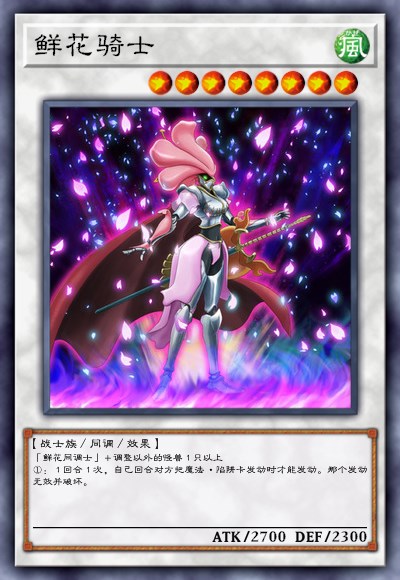 鲜花骑士
風
【战士族／同调／效果】
「鲜花同调士」＋调整以外的怪兽1只以上
①：1回合1次，自己回合对方把魔法·陷阱卡发动时才能发动。那个发动
无效并破坏。
ATK/2700 DEF/2300